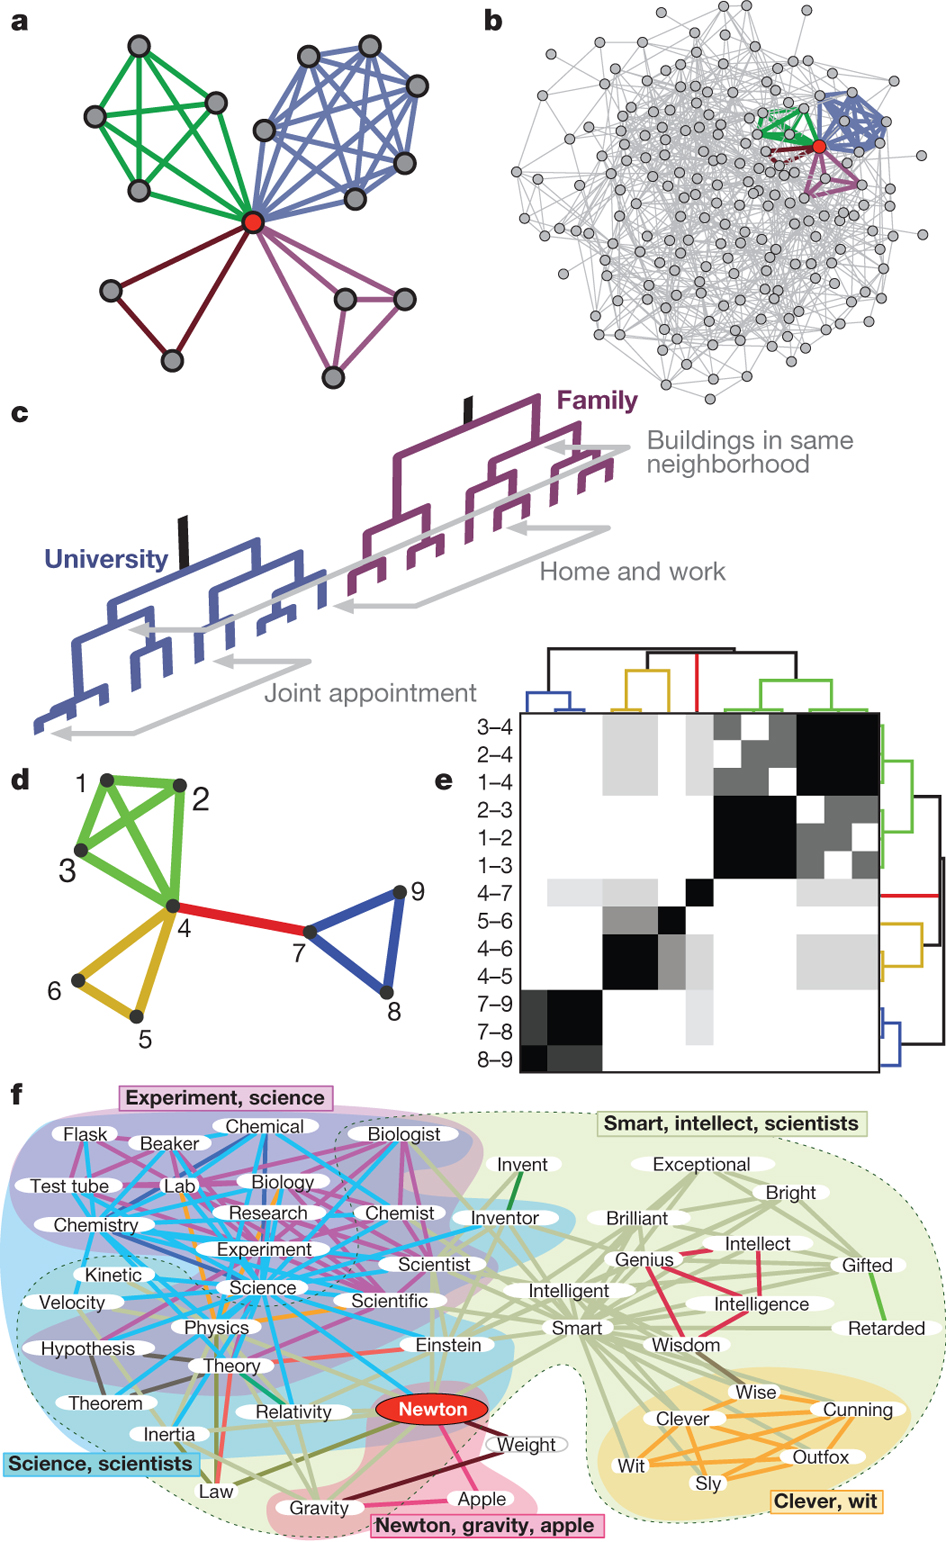 a
b
c
Family
Buildings in same
neighborhood
University
Home and work
Joint appointment
d
1
2
3
4
5
6
7
8
9
e
3–4
2–4
1–4
2–3
1–2
1–3
4–7
5–6
4–6
4–5
7–9
7–8
8–9
f
Experiment, science
Smart, intellect, scientists
Flask
Beaker
Chemical
Biologist
Invent
Exceptional
Test tube
Lab
Biology
Bright
Chemistry
Research
Chemist
Inventor
Brilliant
Experiment
Intellect
Kinetic
Science
Scientist
Genius
Gifted
Velocity
Scientific
Intelligent
Intelligence
Physics
Smart
Retarded
Hypothesis
Theory
Einstein
Wisdom
Theorem
Relativity
Newton
Wise
Cunning
Inertia
Weight
Clever
Science, scientists
Wit
Outfox
Law
Sly
Gravity
Apple
Clever, wit
Newton, gravity, apple